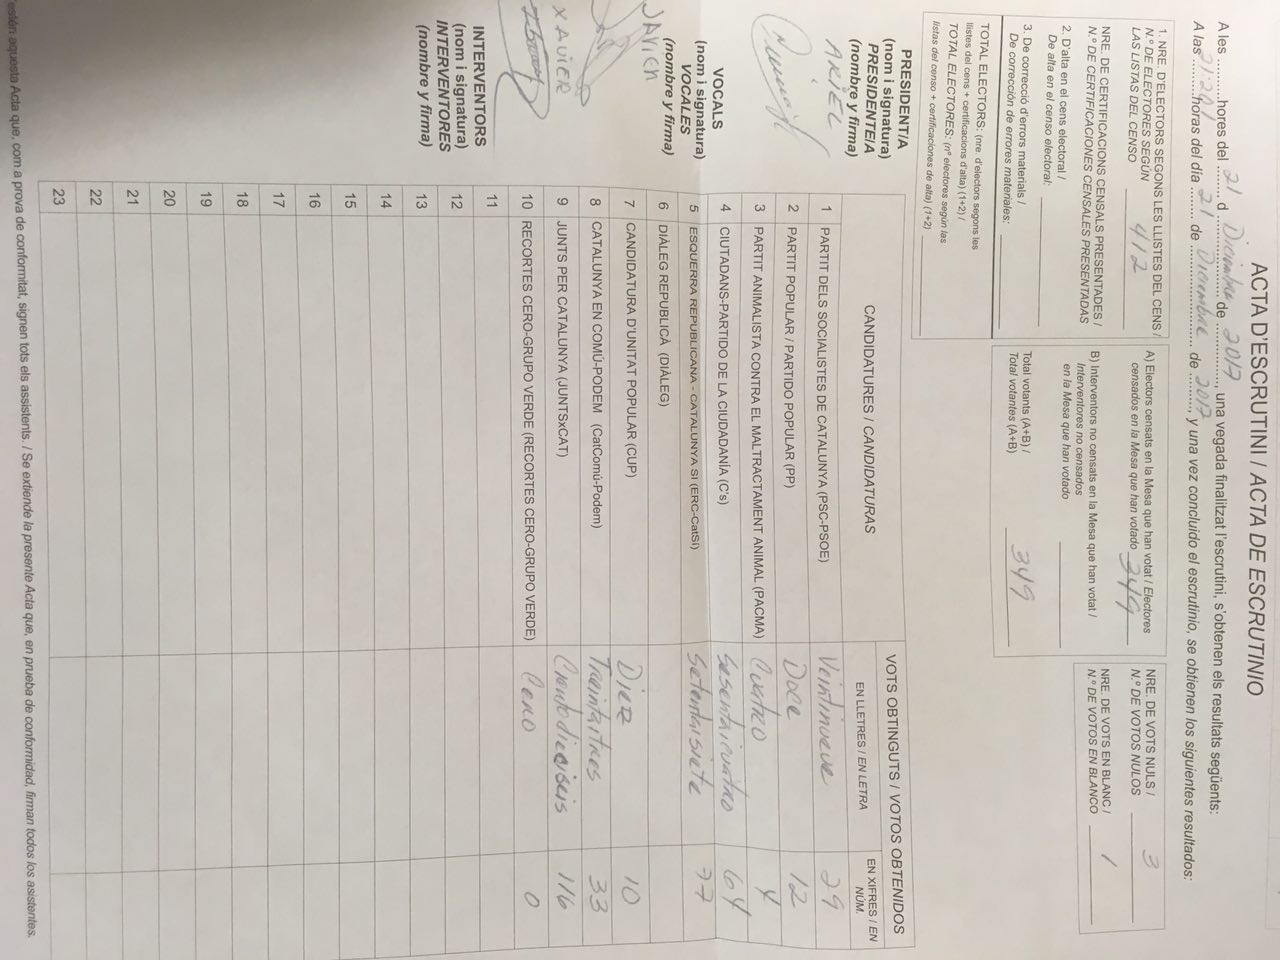 ACTA D'ESCRUTINI / ACTA DE ESCRUTINIO
A les ..........hores del 21 d Diciembre de 2017, una vegada finalitzat l'escrutini, s'obtenen els resultats següents:
A las 21:20 horas del día 21 de Diciembre de 2017, y una vez concluido el escrutinio, se obtienen los siguientes resultados:
1. NRE. D'ELECTORS SEGONS LES LLISTES DEL CENS /
N.º DE ELECTORES SEGÚN
LAS LISTAS DEL CENSO 412
NRE. DE CERTIFICACIONS CENSALS PRESENTADES /
N.º DE CERTIFICACIONES CENSALES PRESENTADAS
2. D'alta en el cens electoral /
De alta en el censo electoral:
3. De correcció d'errors materials /
De corrección de errores materiales:
TOTAL ELECTORS: (nre. d'electors segons les
llistes del cens + certificacions d'alta) (1+2) /
TOTAL ELECTORES: (nº electores según las
listas del censo + certificaciones de alta) (1+2)
A) Electors censats en la Mesa que han votat / Electores
censados en la Mesa que han votado 349
B) Interventors no censats en la Mesa que han votat /
Interventores no censados
en la Mesa que han votado
Total votants (A+B) /
Total votantes (A+B) 349
NRE. DE VOTS NULS /
N.º DE VOTOS NULOS 3
NRE. DE VOTS EN BLANC /
N.º DE VOTOS EN BLANCO 1
PRESIDENT/A
(nom i signatura)
PRESIDENTE/A
(nombre y firma)
ARIEL
VOCALS
(nom i signatura)
VOCALES
(nombre y firma)
JAVIER
XAVIER
INTERVENTORS
(nom i signatura)
INTERVENTORES
(nombre y firma)
CANDIDATURES / CANDIDATURAS
VOTS OBTINGUTS / VOTOS OBTENIDOS
EN LLETRES / EN LETRA
EN XIFRES / EN NÚM.
1 PARTIT DELS SOCIALISTES DE CATALUNYA (PSC-PSOE) Veintinueve 29
2 PARTIT POPULAR / PARTIDO POPULAR (PP) Doce 12
3 PARTIT ANIMALISTA CONTRA EL MALTRACTAMENT ANIMAL (PACMA) Cuatro 4
4 CIUTADANS-PARTIDO DE LA CIUDADANÍA (C's) Sesentaicuatro 64
5 ESQUERRA REPUBLICANA - CATALUNYA SÍ (ERC-CatSí) Setentaisiete 77
6 DIÀLEG REPUBLICÀ (DIÀLEG)
7 CANDIDATURA D'UNITAT POPULAR (CUP) Diez 10
8 CATALUNYA EN COMÚ-PODEM (CatComú-Podem) Treintaitres 33
9 JUNTS PER CATALUNYA (JUNTSxCAT) Cientodieciseis 116
10 RECORTES CERO-GRUPO VERDE (RECORTES CERO-GRUPO VERDE) Cero 0
11
12
13
14
15
16
17
18
19
20
21
22
23
estén aquesta Acta que, com a prova de conformitat, signen tots els assistents. / Se extiende la presente Acta que, en prueba de conformidad, firman todos los asistentes.